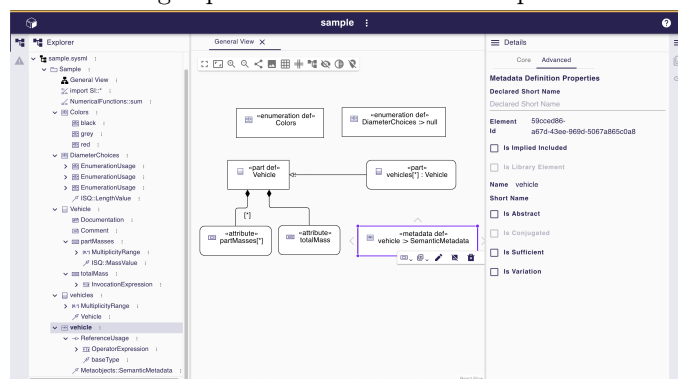 sample
Explorer
General View
Details
sample.sysml
Sample
General View
import SI::*
NumericalFunctions::sum
Colors
black
grey
red
DiameterChoices
EnumerationUsage
EnumerationUsage
EnumerationUsage
ISQ::LengthValue
Vehicle
Documentation
Comment
partMasses
MultiplicityRange
ISQ::MassValue
totalMass
InvocationExpression
vehicles
MultiplicityRange
Vehicle
vehicle
ReferenceUsage
OperatorExpression
baseType
Metaobjects::SemanticMetadata
«enumeration def»
Colors
«enumeration def»
DiameterChoices :> null
«part def»
Vehicle
«part»
vehicles[*] : Vehicle
[*]
«attribute»
partMasses[*]
«attribute»
totalMass
«metadata def»
vehicle :> SemanticMetadata
Core
Advanced
Metadata Definition Properties
Declared Short Name
Declared Short Name
Element Id
59cced86-
a67d-43ee-969d-5067a865c0a8
Is Implied Included
Is Library Element
Name vehicle
Short Name
Is Abstract
Is Conjugated
Is Sufficient
Is Variation